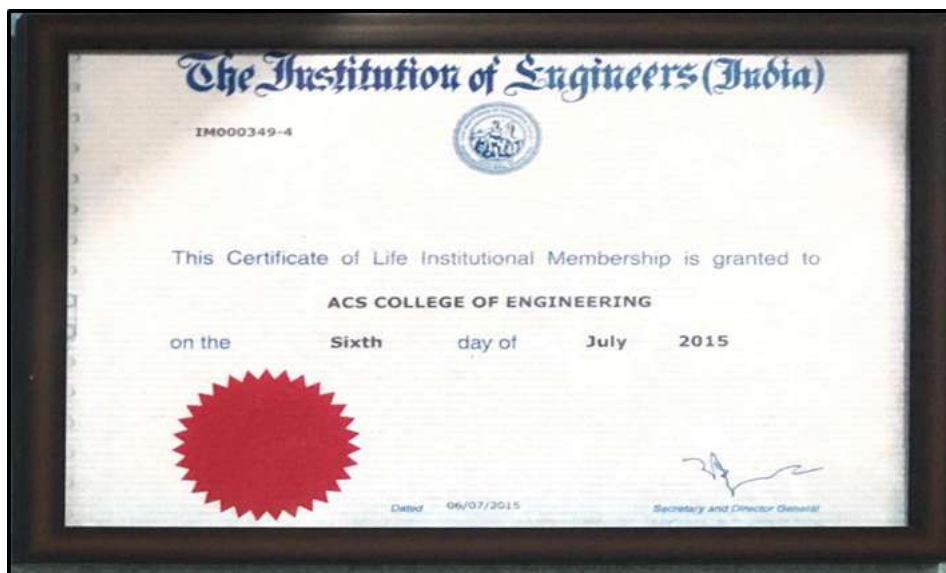 The Institution of Engineers (India)
IM000349-4
This Certificate of Life Institutional Membership is granted to
ACS COLLEGE OF ENGINEERING
on the Sixth day of July 2015
Dated 06/07/2015
Secretary and Director General